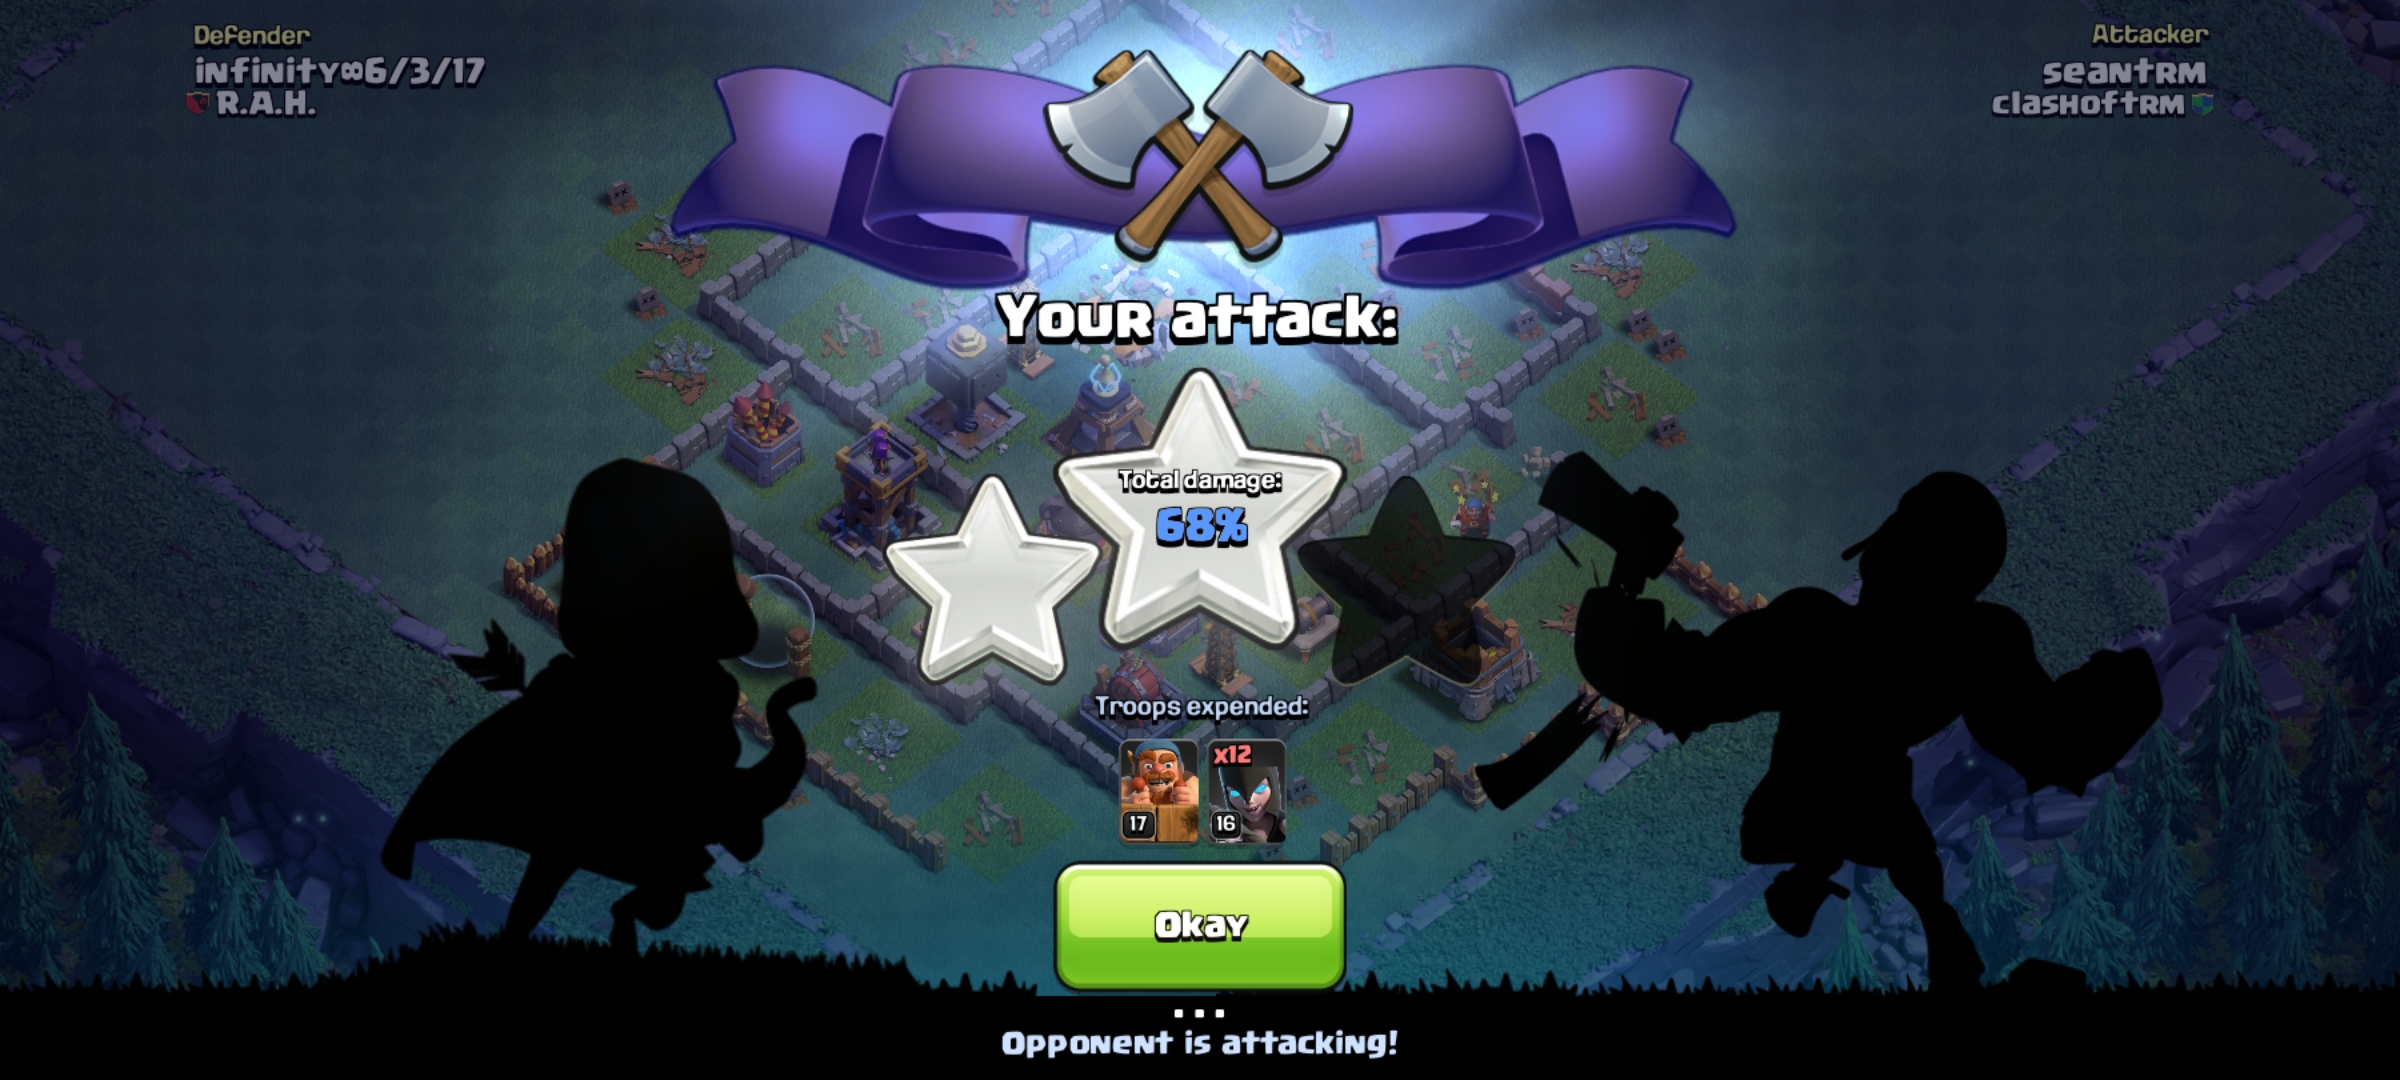 Defender
infinity∞6/3/17
R.A.H.
Attacker
seantrm
clashoftrm
Your attack:
Total damage:
68%
Troops expended:
x12
17
16
Okay
...
Opponent is attacking!